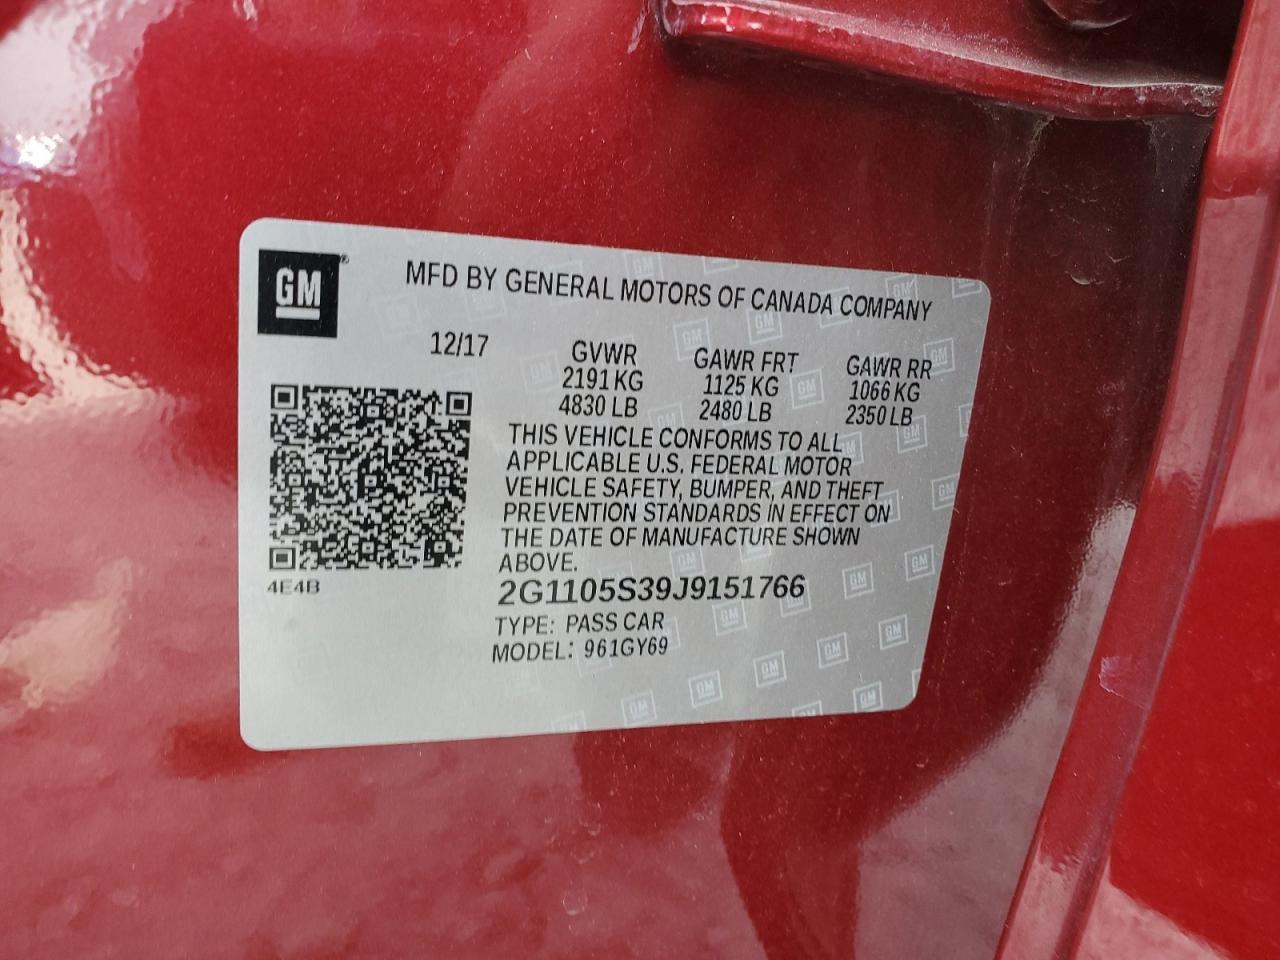 GM®
MFD BY GENERAL MOTORS OF CANADA COMPANY
12/17
GVWR GAWR FRT GAWR RR
2191 KG 1125 KG 1066 KG
4830 LB 2480 LB 2350 LB
THIS VEHICLE CONFORMS TO ALL
APPLICABLE U.S. FEDERAL MOTOR
VEHICLE SAFETY, BUMPER, AND THEFT
PREVENTION STANDARDS IN EFFECT ON
THE DATE OF MANUFACTURE SHOWN
ABOVE.
4E4B
2G1105S39J9151766
TYPE: PASS CAR
MODEL: 961GY69